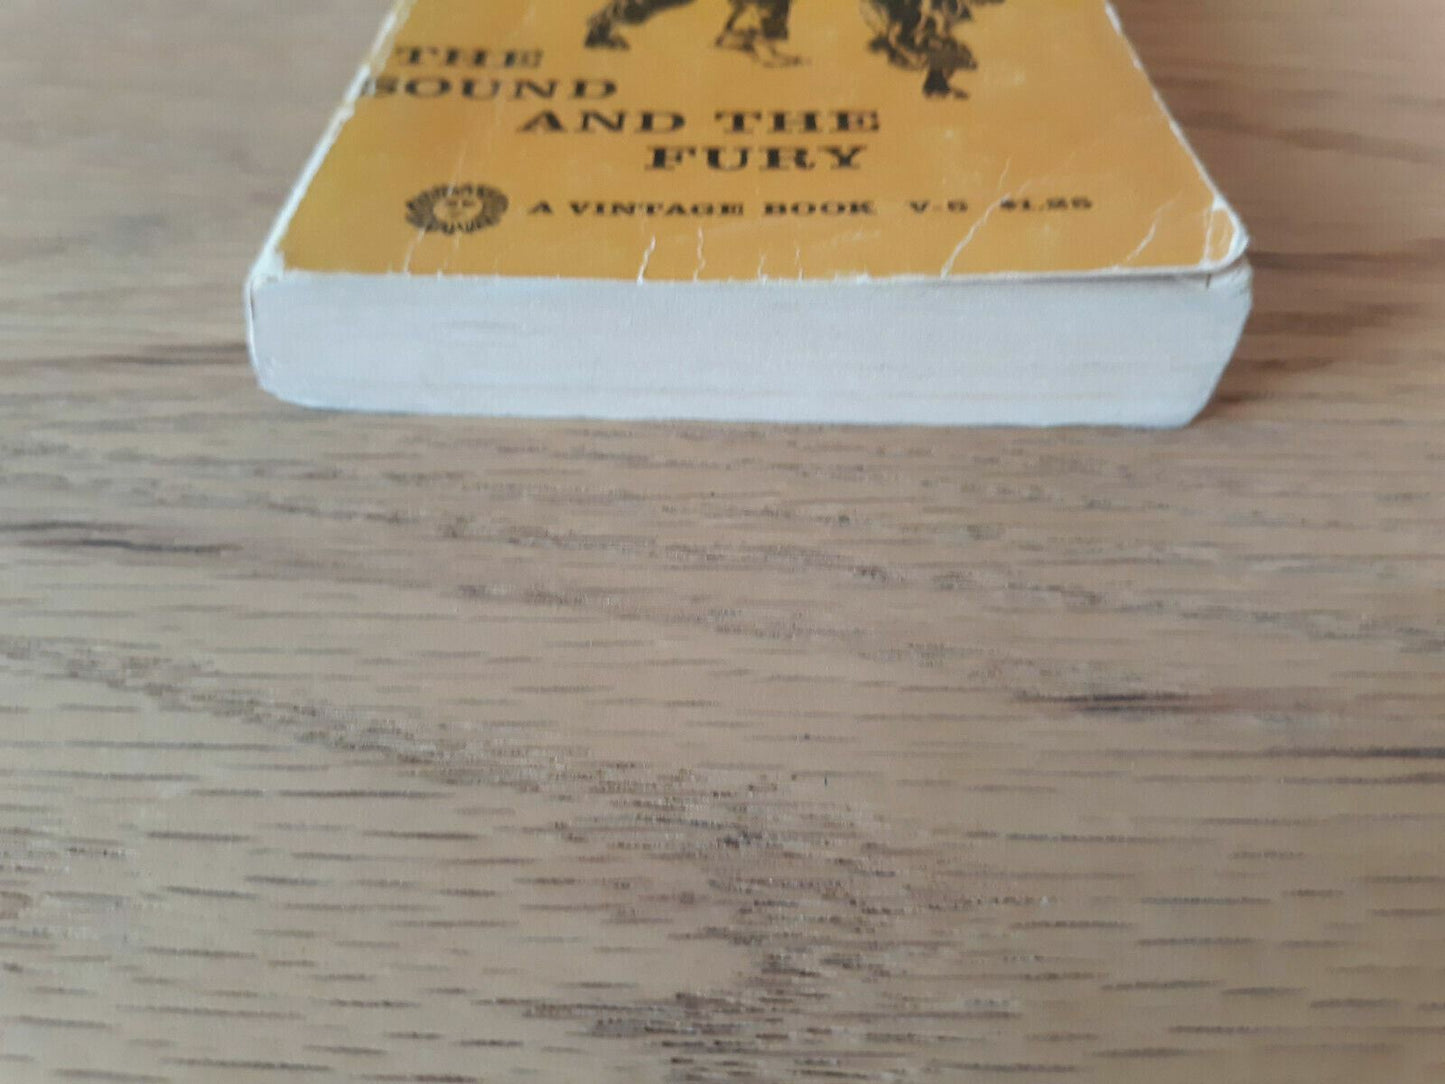 THE
SOUND
AND THE
FURY
A VINTAGE BOOK V-5 $1.25